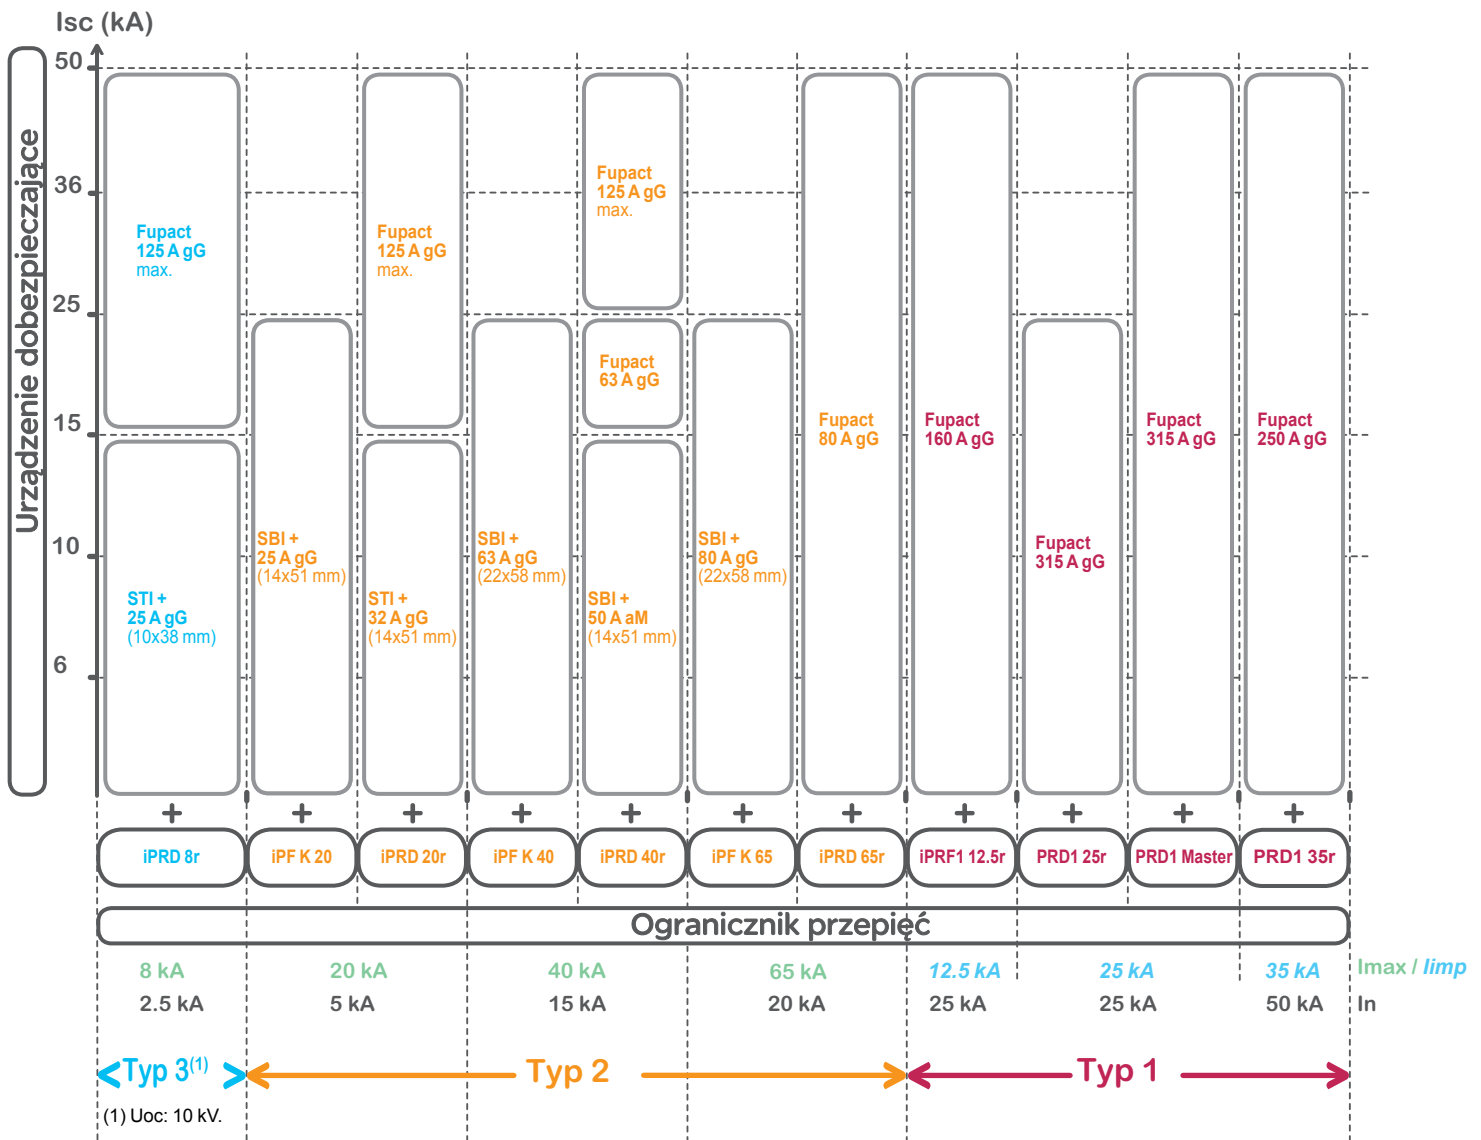 Isc (kA)
Urządzenie dobezpieczające
50
36
25
15
10
6
Fupact
125 A gG
max.
STI +
25 A gG
(10x38 mm)
SBI +
25 A gG
(14x51 mm)
Fupact
125 A gG
max.
STI +
32 A gG
(14x51 mm)
SBI +
63 A gG
(22x58 mm)
Fupact
125 A gG
max.
Fupact
63 A gG
SBI +
50 A aM
(14x51 mm)
SBI +
80 A gG
(22x58 mm)
Fupact
80 A gG
Fupact
160 A gG
Fupact
315 A gG
Fupact
315 A gG
Fupact
250 A gG
+ + + + + + + + + + +
iPRD 8r iPF K 20 iPRD 20r iPF K 40 iPRD 40r iPF K 65 iPRD 65r iPRF1 12.5r PRD1 25r PRD1 Master PRD1 35r
Ogranicznik przepięć
8 kA 20 kA 40 kA 65 kA 12.5 kA 25 kA 35 kA Imax / Iimp
2.5 kA 5 kA 15 kA 20 kA 25 kA 25 kA 50 kA In
Typ 3(1) Typ 2 Typ 1
(1) Uoc: 10 kV.